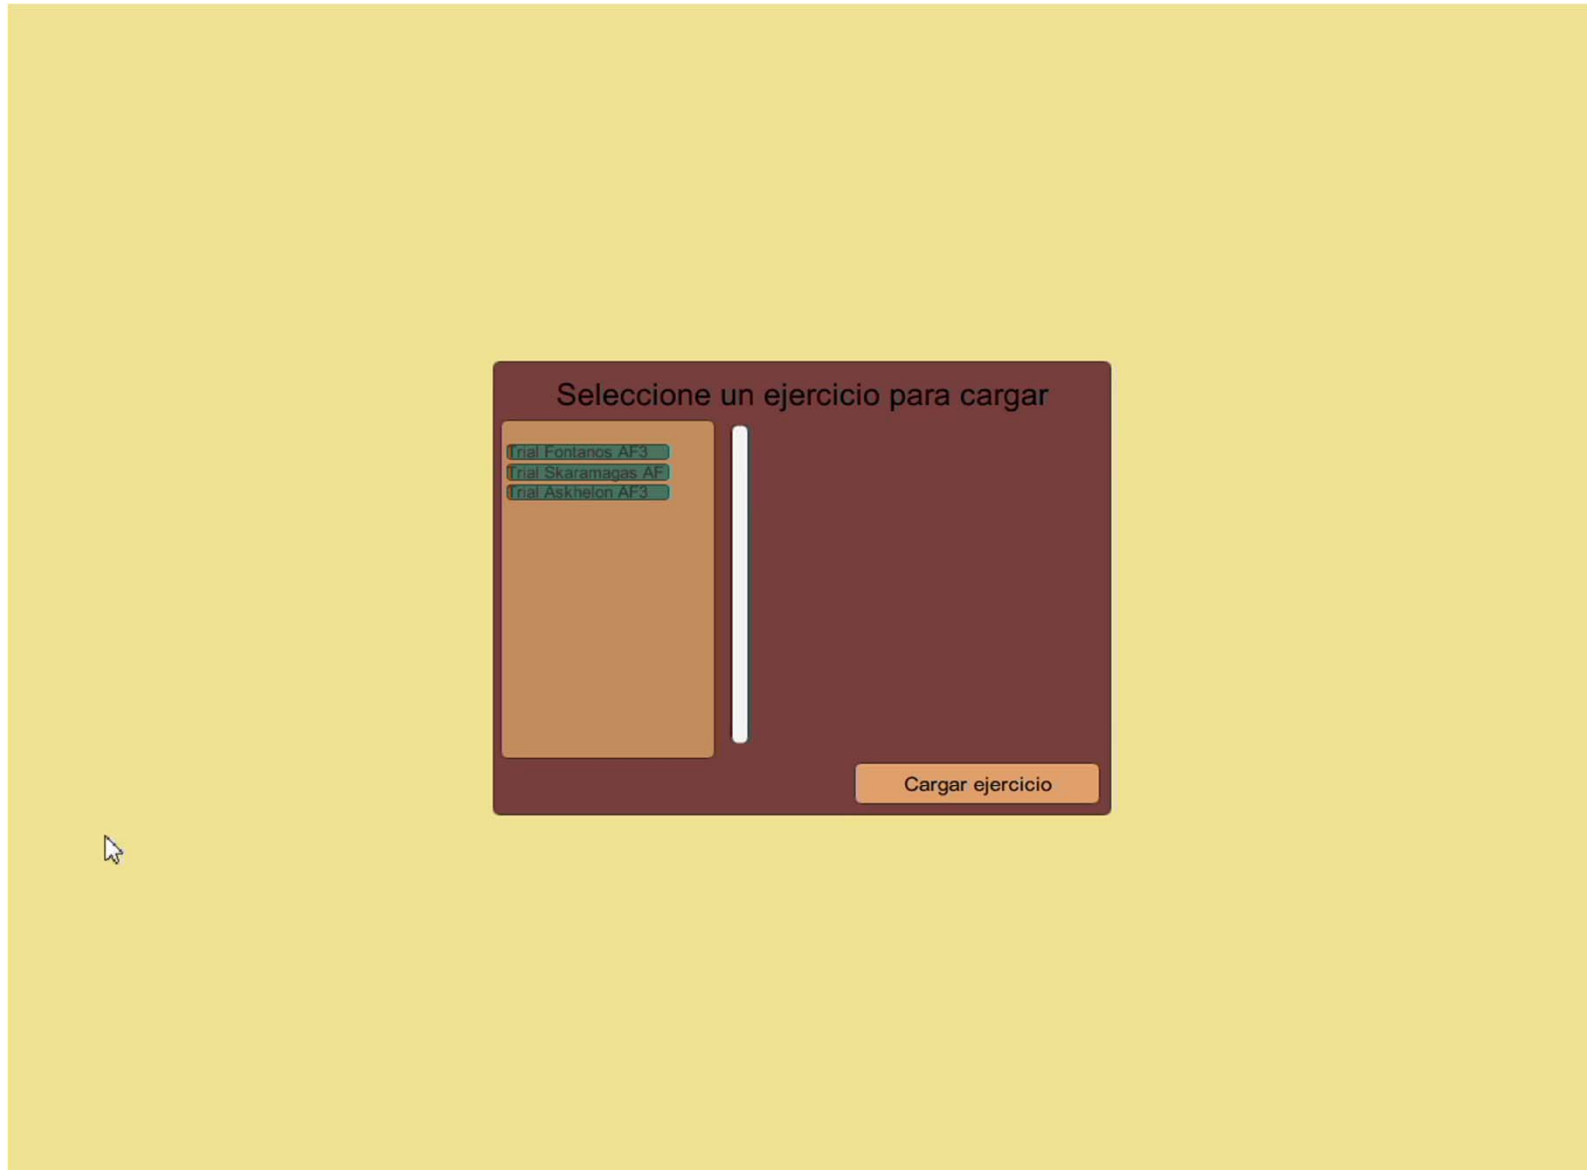 Seleccione un ejercicio para cargar
Trial Fontanos AF3
Trial Skaramagas AF
Trial Askhelon AF3
Cargar ejercicio